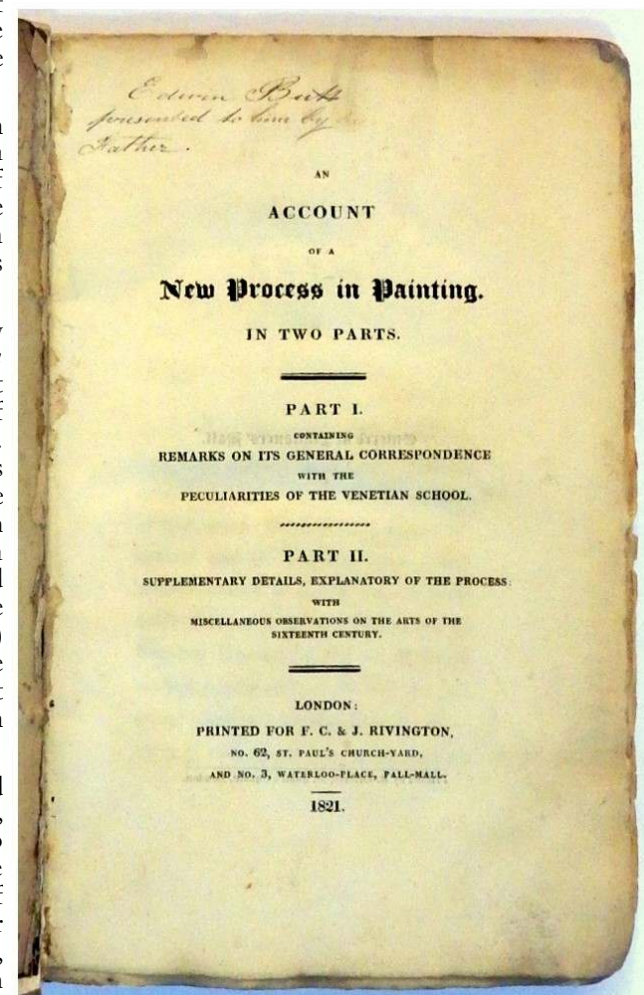 Edwin Butt
presented to him by
Father.
AN
ACCOUNT
OF A
New Process in Painting.
IN TWO PARTS.
PART I.
CONTAINING
REMARKS ON ITS GENERAL CORRESPONDENCE
WITH THE
PECULIARITIES OF THE VENETIAN SCHOOL.
PART II.
SUPPLEMENTARY DETAILS, EXPLANATORY OF THE PROCESS:
WITH
MISCELLANEOUS OBSERVATIONS ON THE ARTS OF THE
SIXTEENTH CENTURY.
LONDON:
PRINTED FOR F. C. & J. RIVINGTON,
NO. 62, ST. PAUL'S CHURCH-YARD,
AND NO. 3, WATERLOO-PLACE, PALL-MALL.
1821.